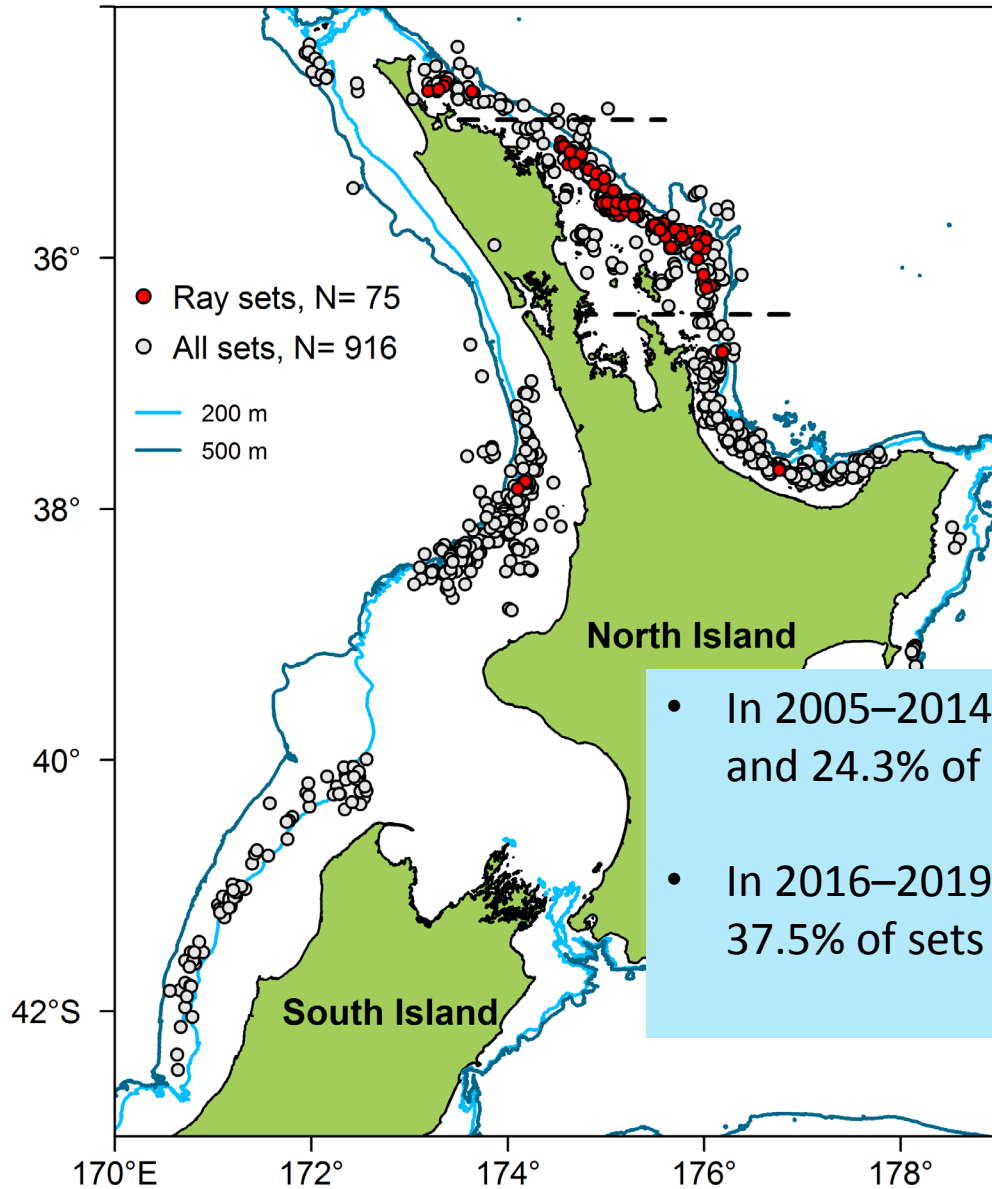 36°
Ray sets, N= 75
All sets, N= 916
200 m
500 m
38°
North Island
• In 2005–2014
and 24.3% of
40°
• In 2016–2019
37.5% of sets
42°S
South Island
170°E 172° 174° 176° 178°